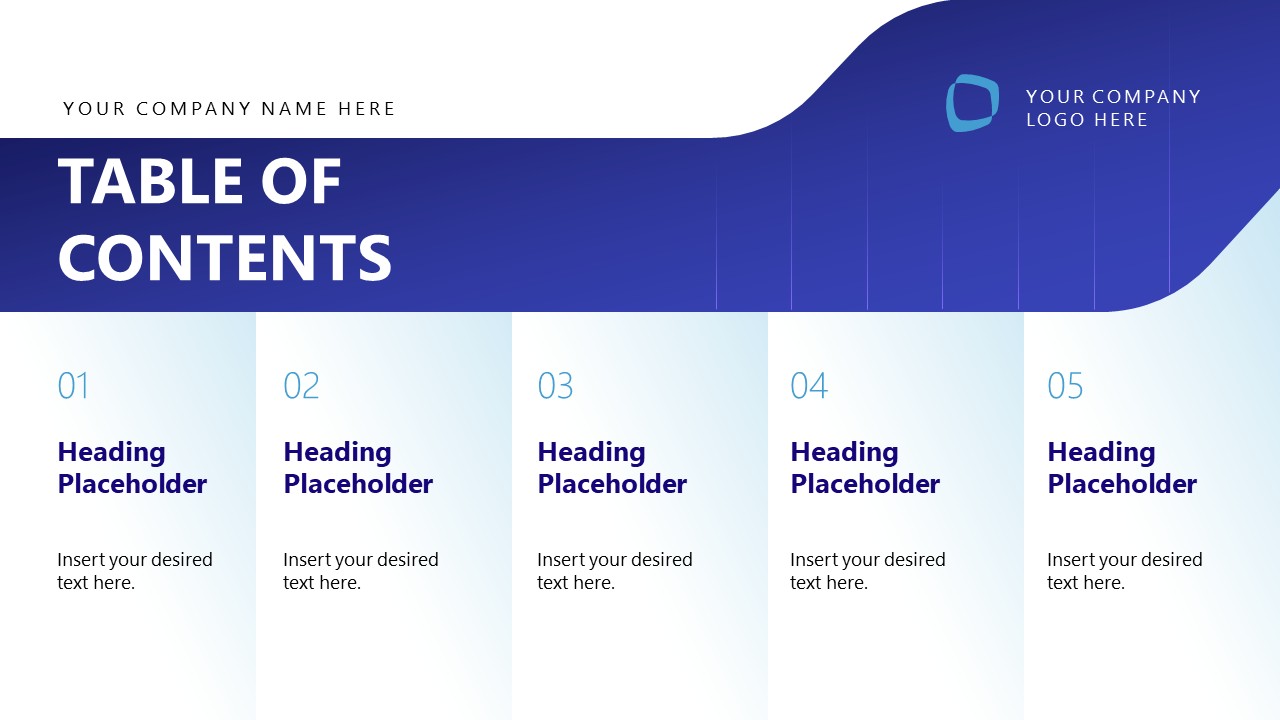 YOUR COMPANY NAME HERE
YOUR COMPANY
LOGO HERE
TABLE OF
CONTENTS
01
Heading
Placeholder
Insert your desired
text here.
02
Heading
Placeholder
Insert your desired
text here.
03
Heading
Placeholder
Insert your desired
text here.
04
Heading
Placeholder
Insert your desired
text here.
05
Heading
Placeholder
Insert your desired
text here.